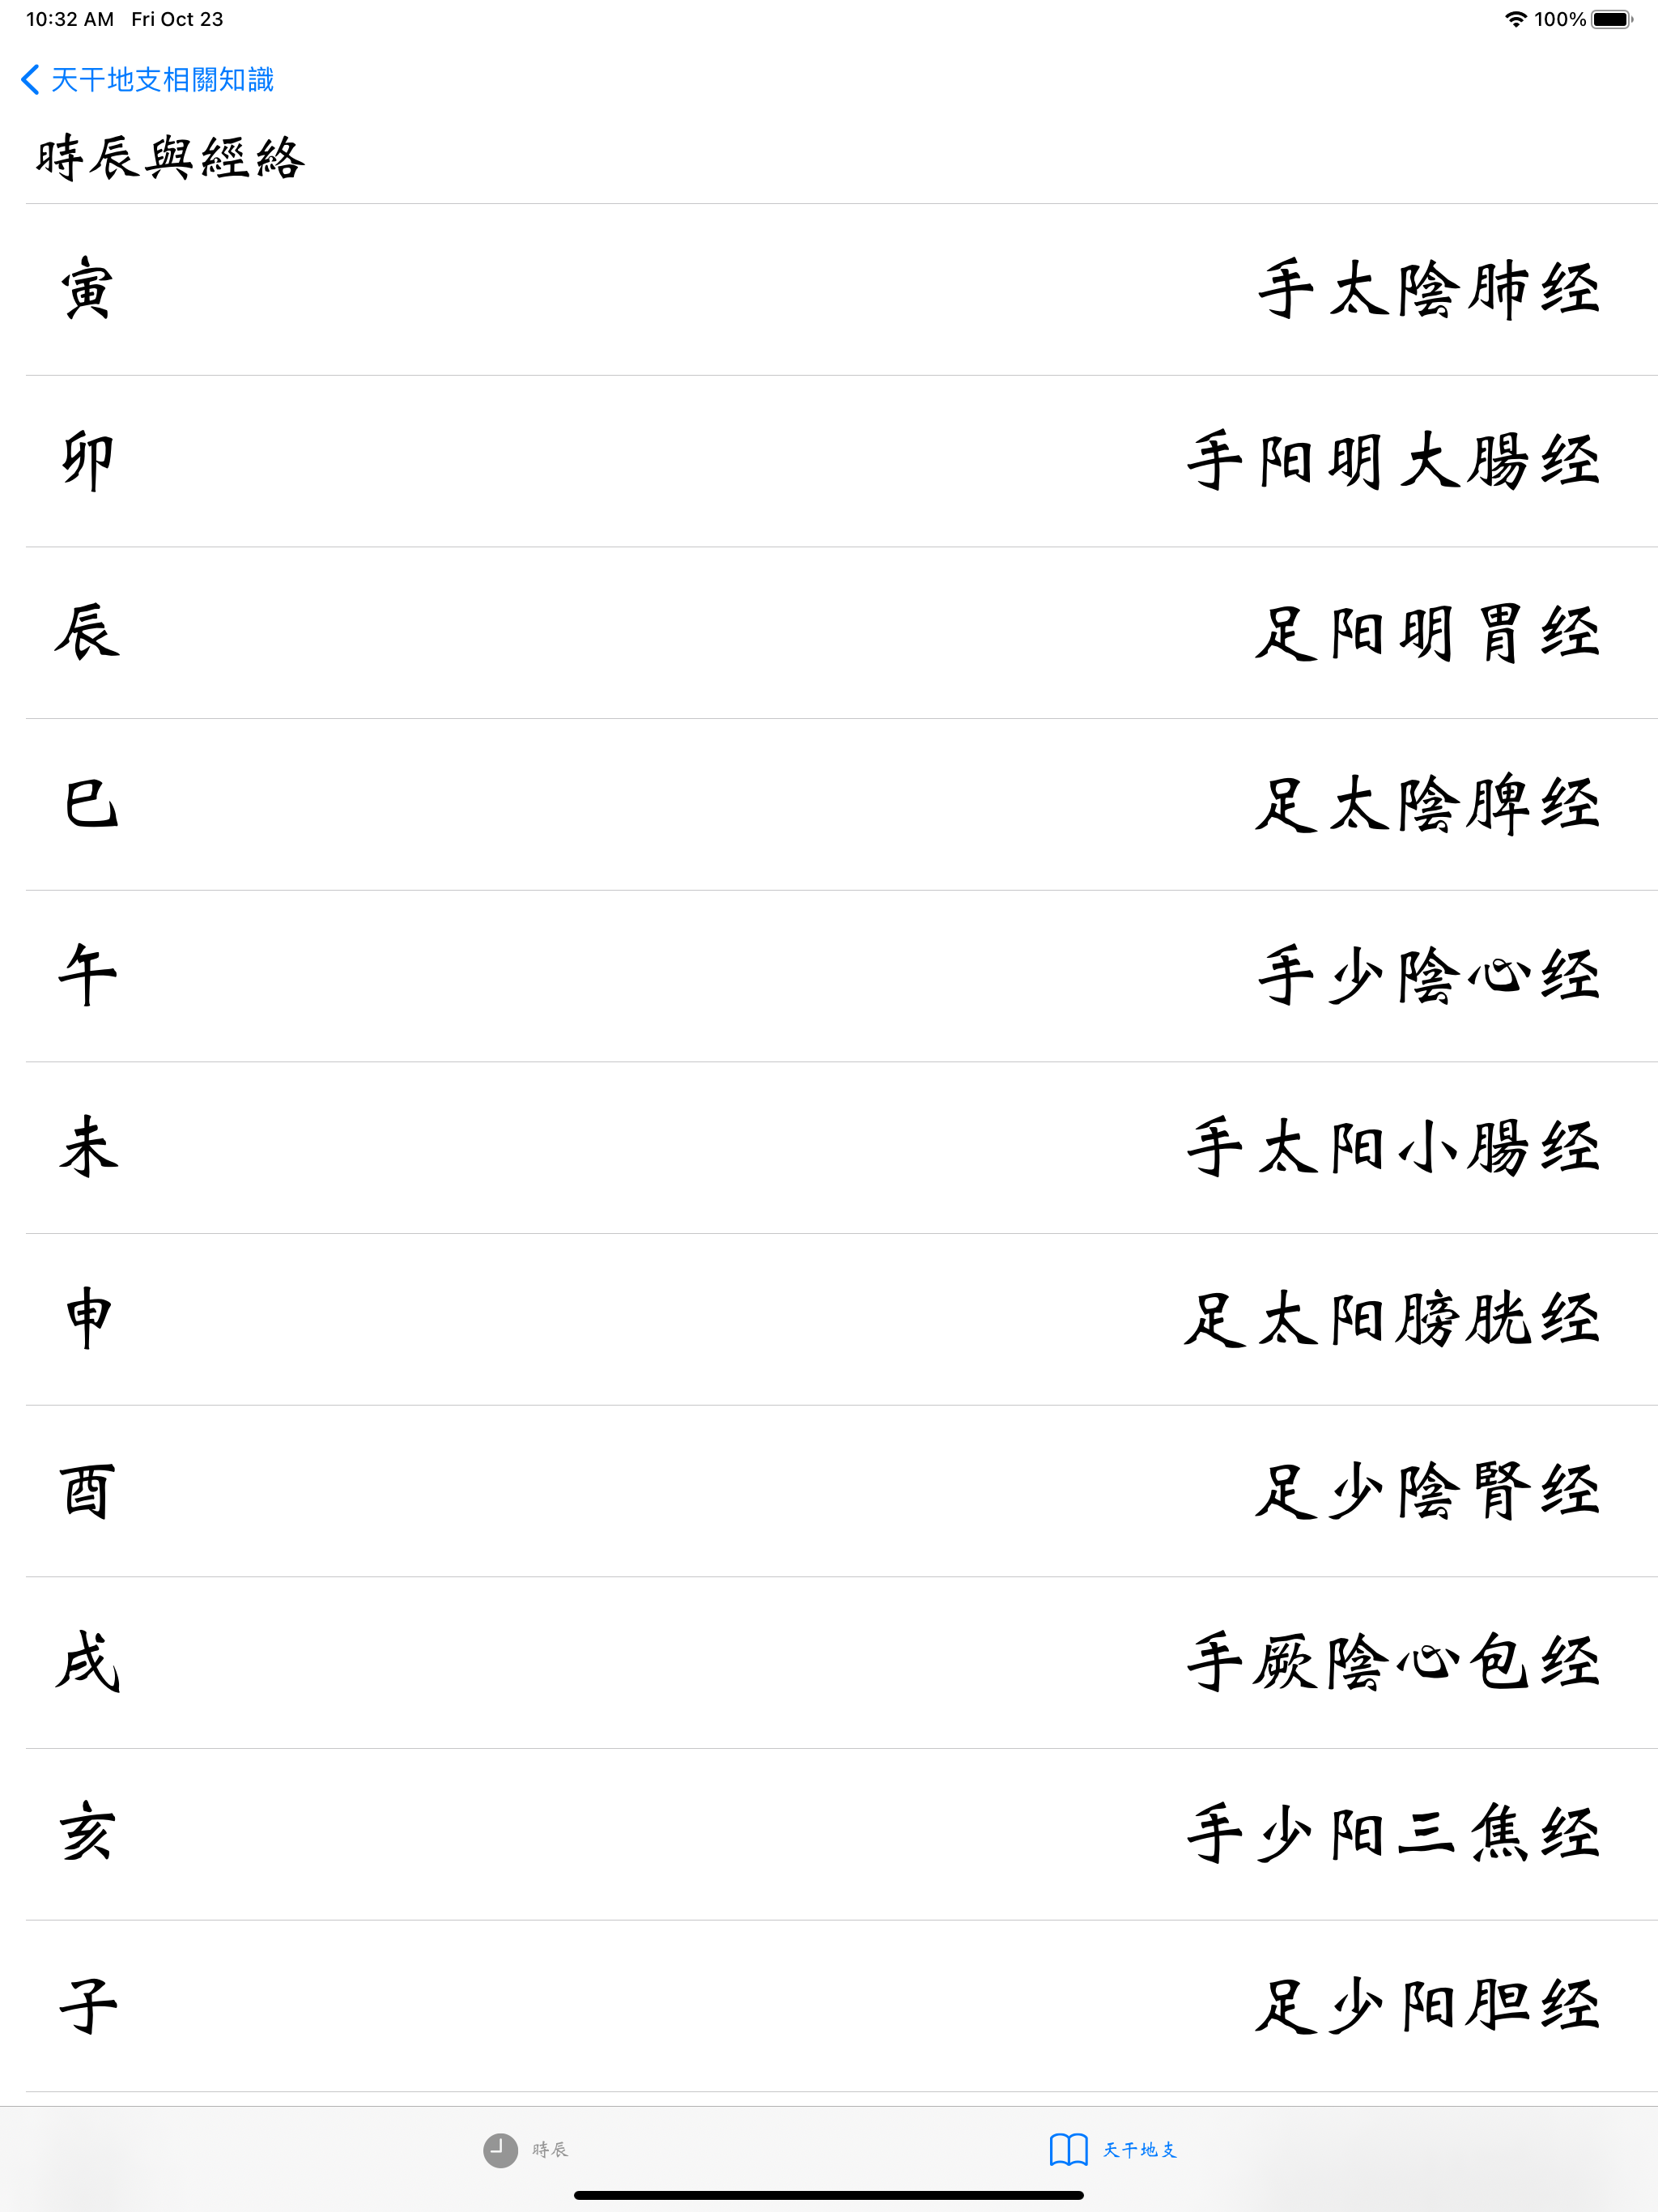 10:32 AM Fri Oct 23 100%
天干地支相關知識
時辰與經絡
寅 手太陰肺经
卯 手阳明大腸经
辰 足阳明胃经
巳 足太陰脾经
午 手少陰心经
未 手太阳小腸经
申 足太阳膀胱经
酉 足少陰腎经
戌 手厥陰心包经
亥 手少阳三焦经
子 足少阳胆经
時辰 天干地支